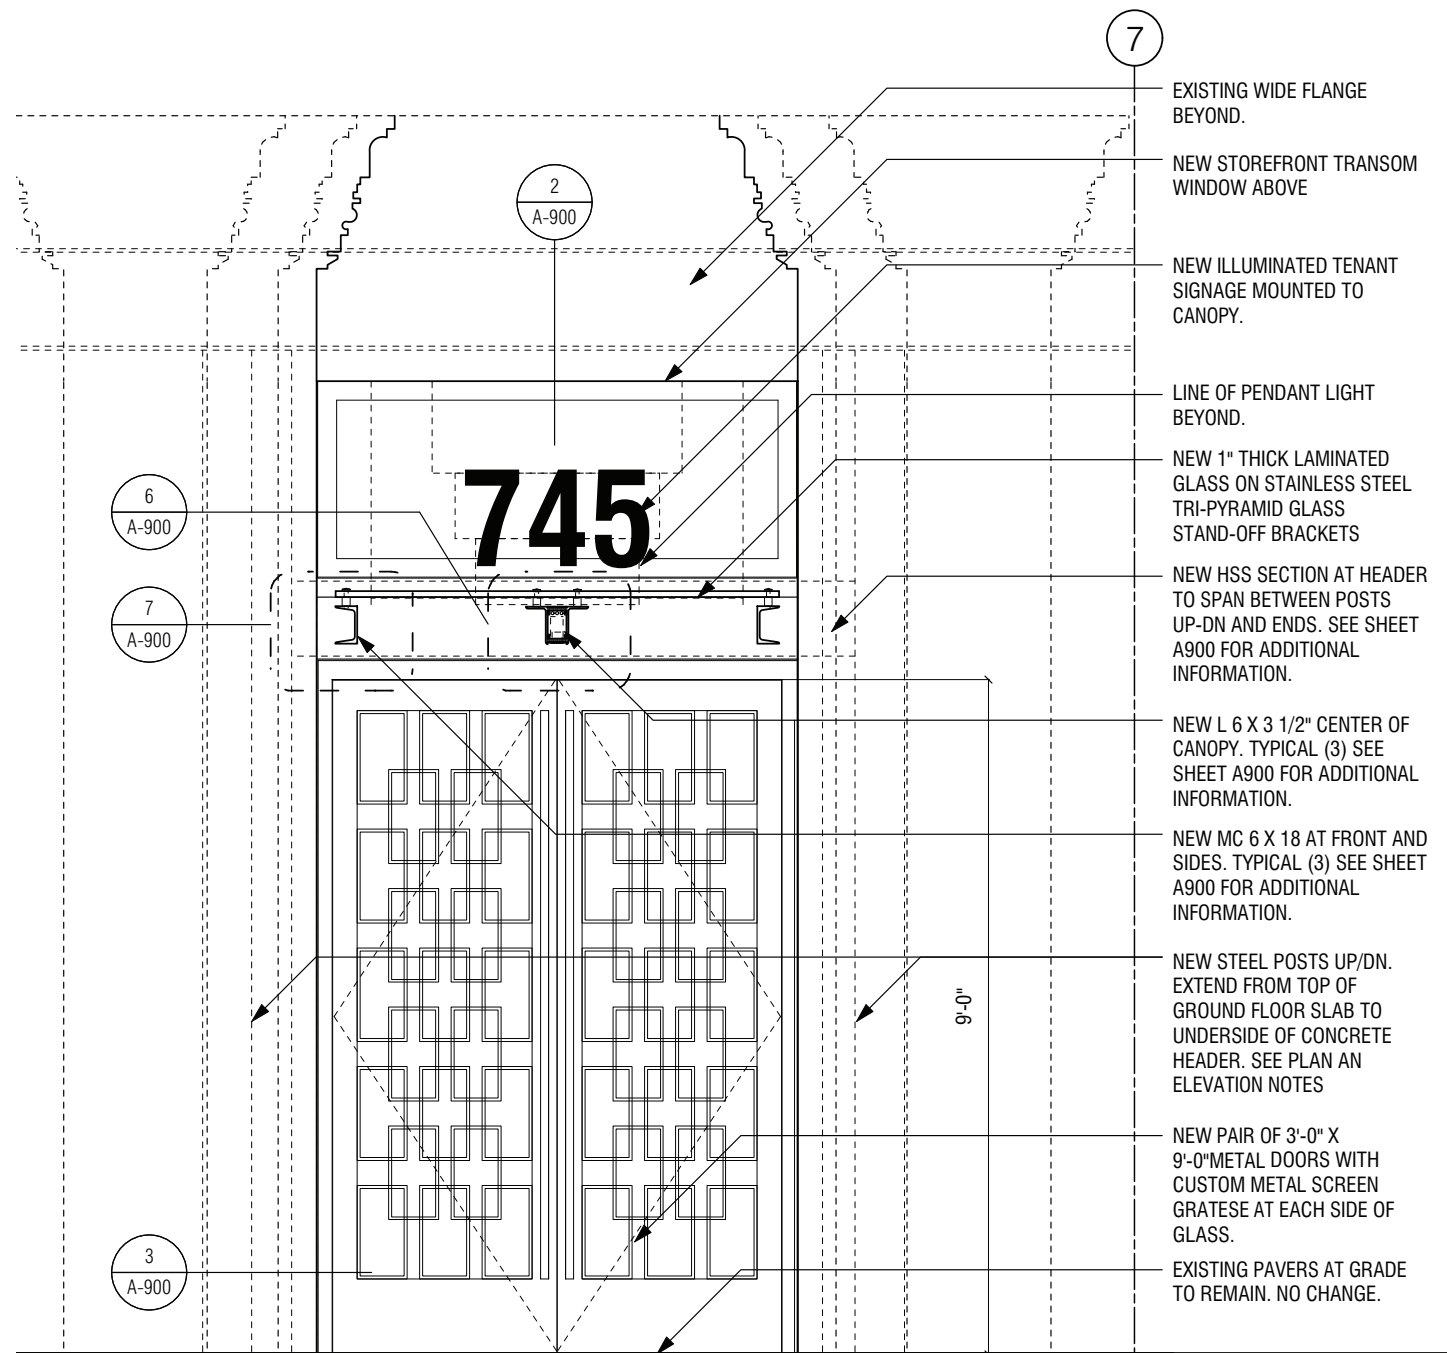 7
EXISTING WIDE FLANGE
BEYOND.
NEW STOREFRONT TRANSOM
WINDOW ABOVE
2
A-900
NEW ILLUMINATED TENANT
SIGNAGE MOUNTED TO
CANOPY.
LINE OF PENDANT LIGHT
BEYOND.
745
NEW 1" THICK LAMINATED
GLASS ON STAINLESS STEEL
TRI-PYRAMID GLASS
STAND-OFF BRACKETS
6
A-900
NEW HSS SECTION AT HEADER
TO SPAN BETWEEN POSTS
UP-DN AND ENDS. SEE SHEET
A900 FOR ADDITIONAL
INFORMATION.
7
A-900
NEW L 6 X 3 1/2" CENTER OF
CANOPY. TYPICAL (3) SEE
SHEET A900 FOR ADDITIONAL
INFORMATION.
NEW MC 6 X 18 AT FRONT AND
SIDES. TYPICAL (3) SEE SHEET
A900 FOR ADDITIONAL
INFORMATION.
NEW STEEL POSTS UP/DN.
EXTEND FROM TOP OF
GROUND FLOOR SLAB TO
UNDERSIDE OF CONCRETE
HEADER. SEE PLAN AN
ELEVATION NOTES
9'-0"
NEW PAIR OF 3'-0" X
9'-0"METAL DOORS WITH
CUSTOM METAL SCREEN
GRATESE AT EACH SIDE OF
GLASS.
3
A-900
EXISTING PAVERS AT GRADE
TO REMAIN. NO CHANGE.